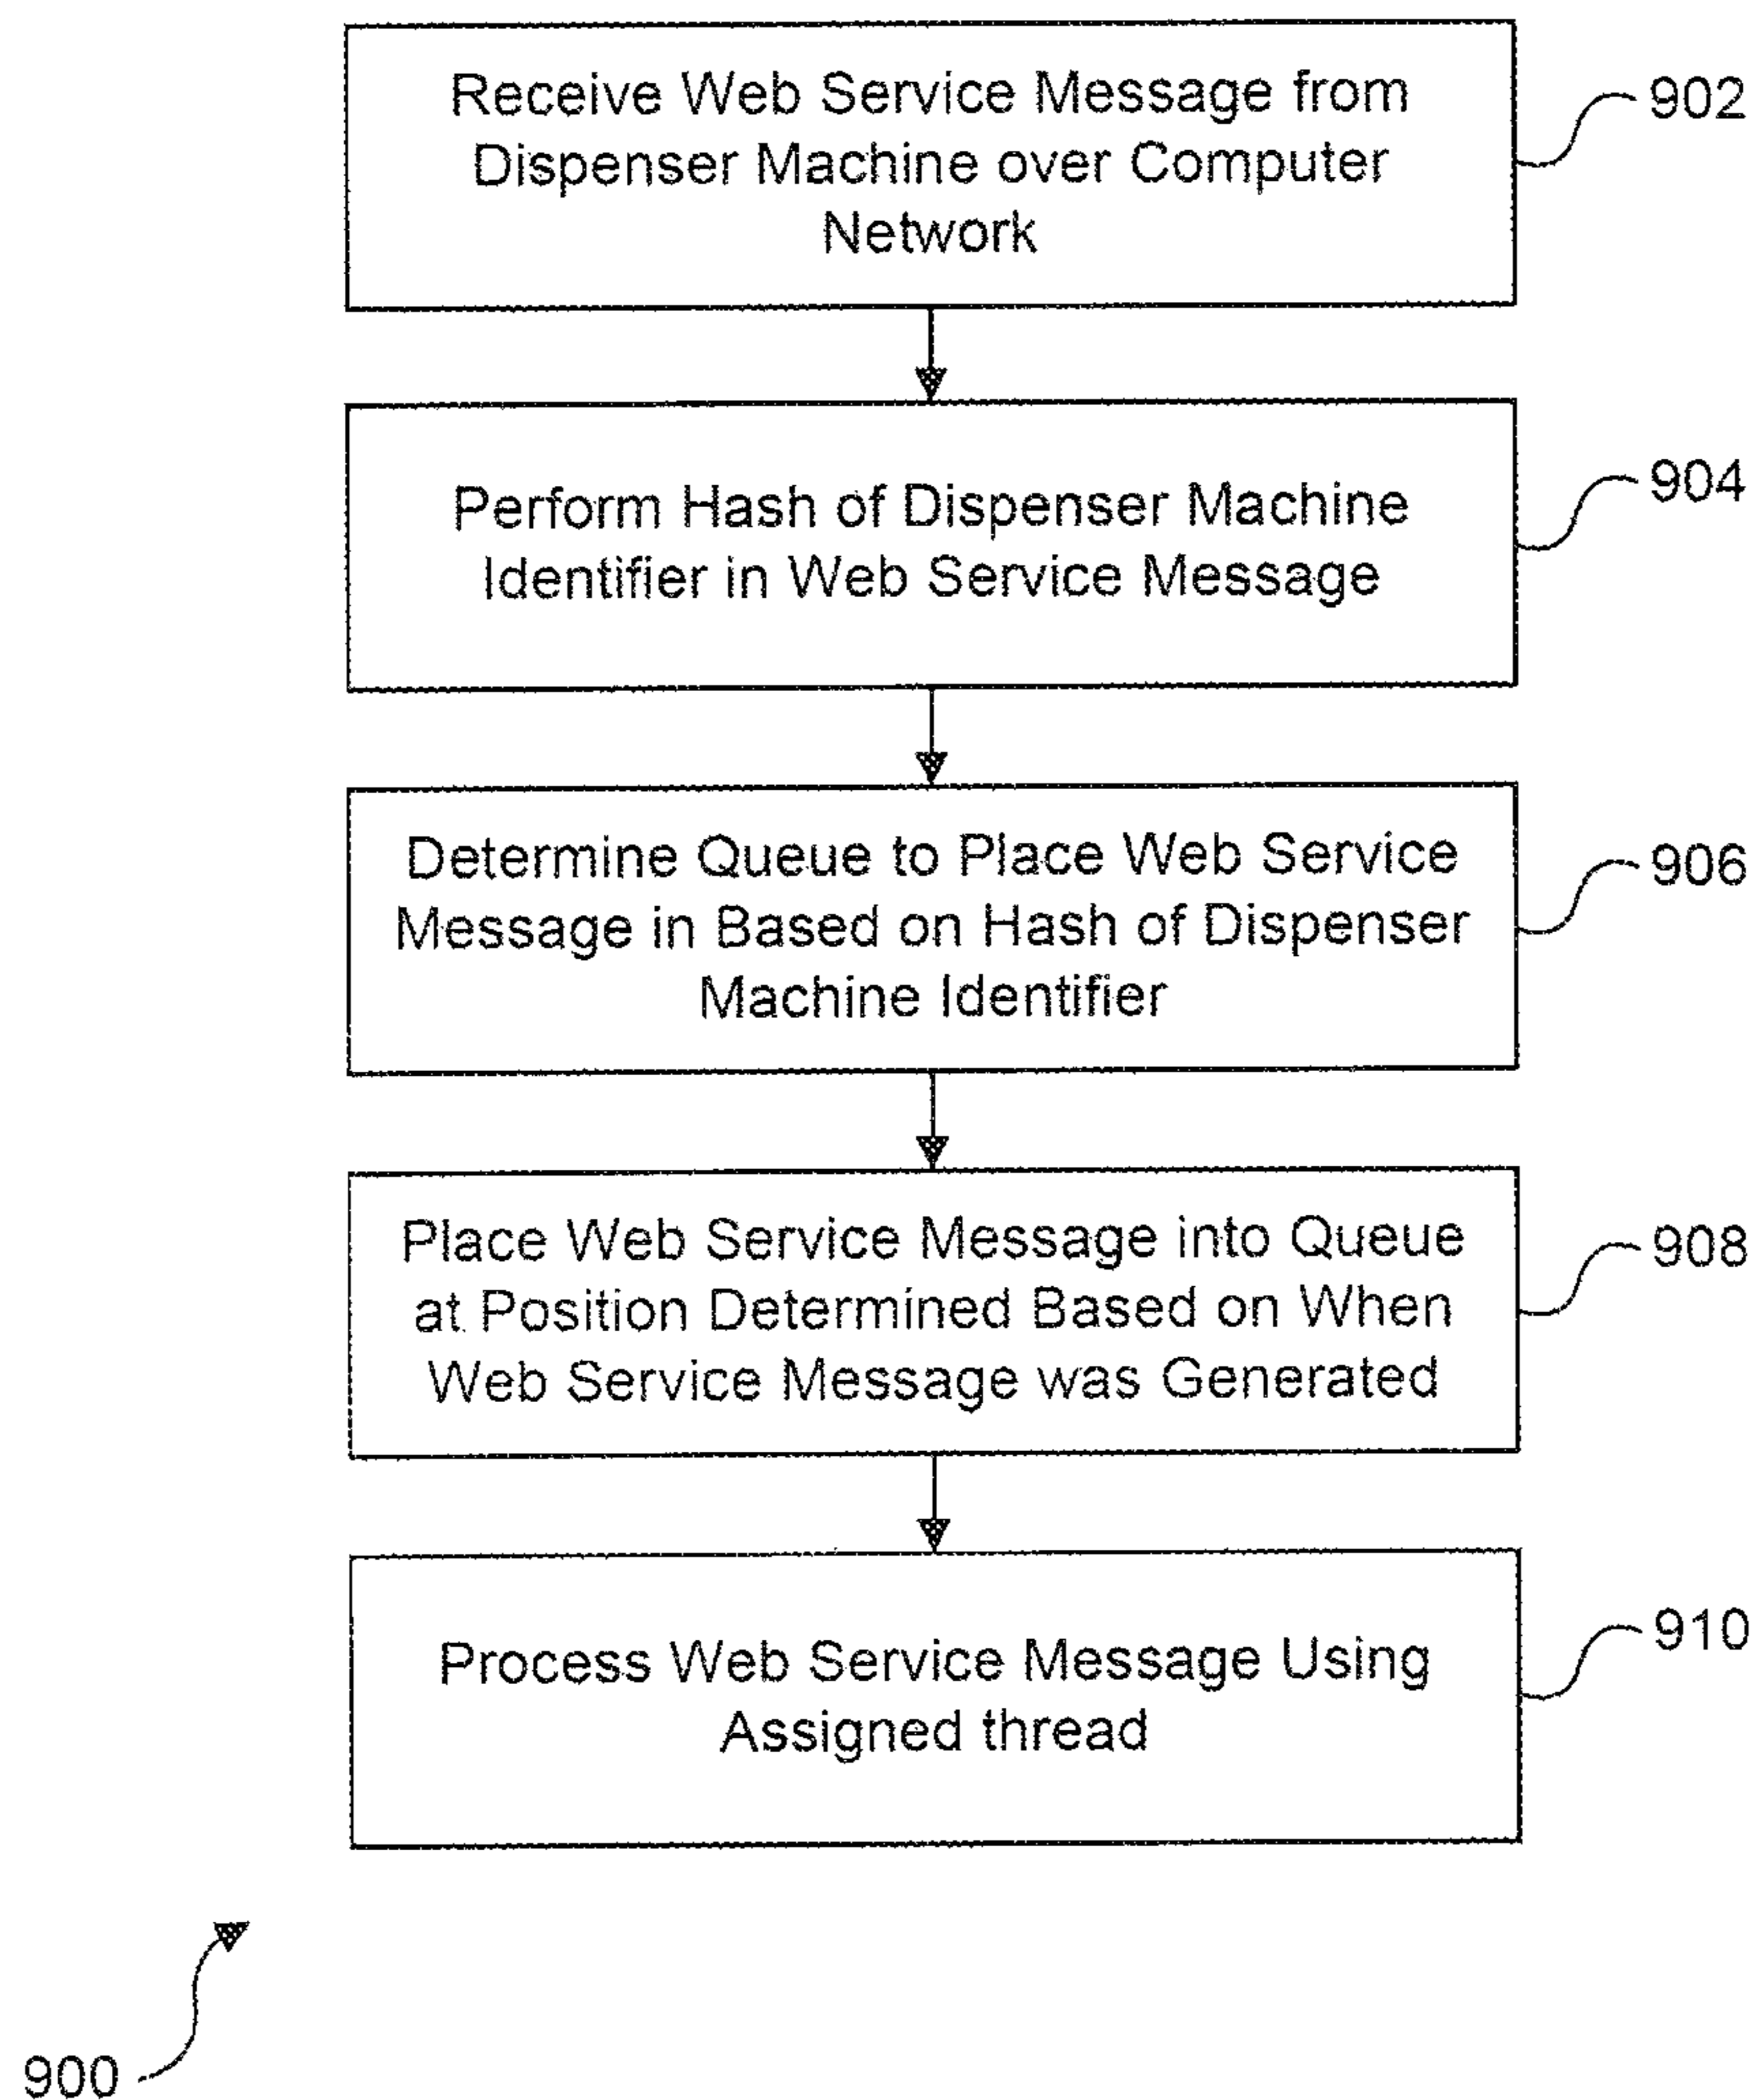 Receive Web Service Message from
Dispenser Machine over Computer
Network
902
Perform Hash of Dispenser Machine
Identifier in Web Service Message
904
Determine Queue to Place Web Service
Message in Based on Hash of Dispenser
Machine Identifier
906
Place Web Service Message into Queue
at Position Determined Based on When
Web Service Message was Generated
908
Process Web Service Message Using
Assigned thread
910
900